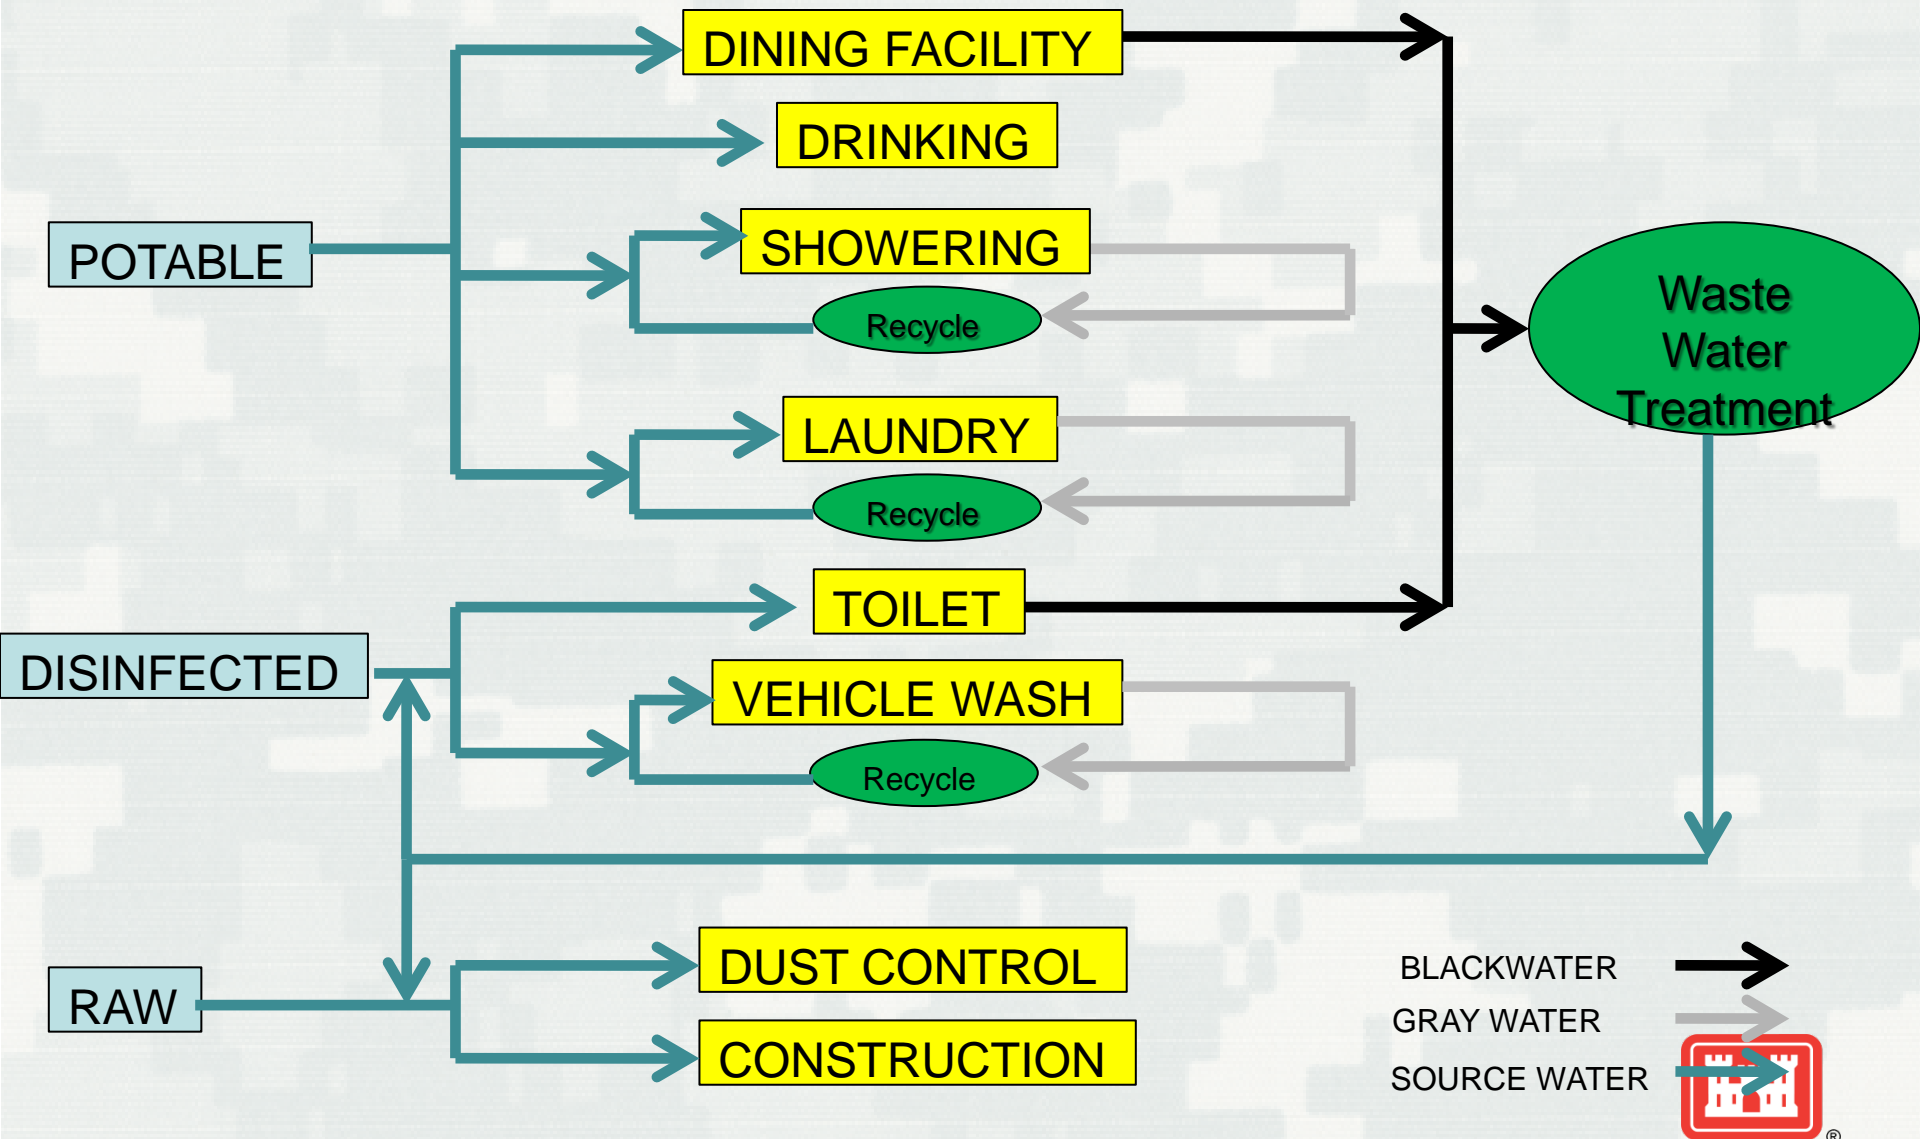 DINING FACILITY
DRINKING
POTABLE
SHOWERING
Recycle
Waste
Water
Treatment
LAUNDRY
Recycle
TOILET
DISINFECTED
VEHICLE WASH
Recycle
DUST CONTROL
RAW
CONSTRUCTION
BLACKWATER
GRAY WATER
SOURCE WATER
®